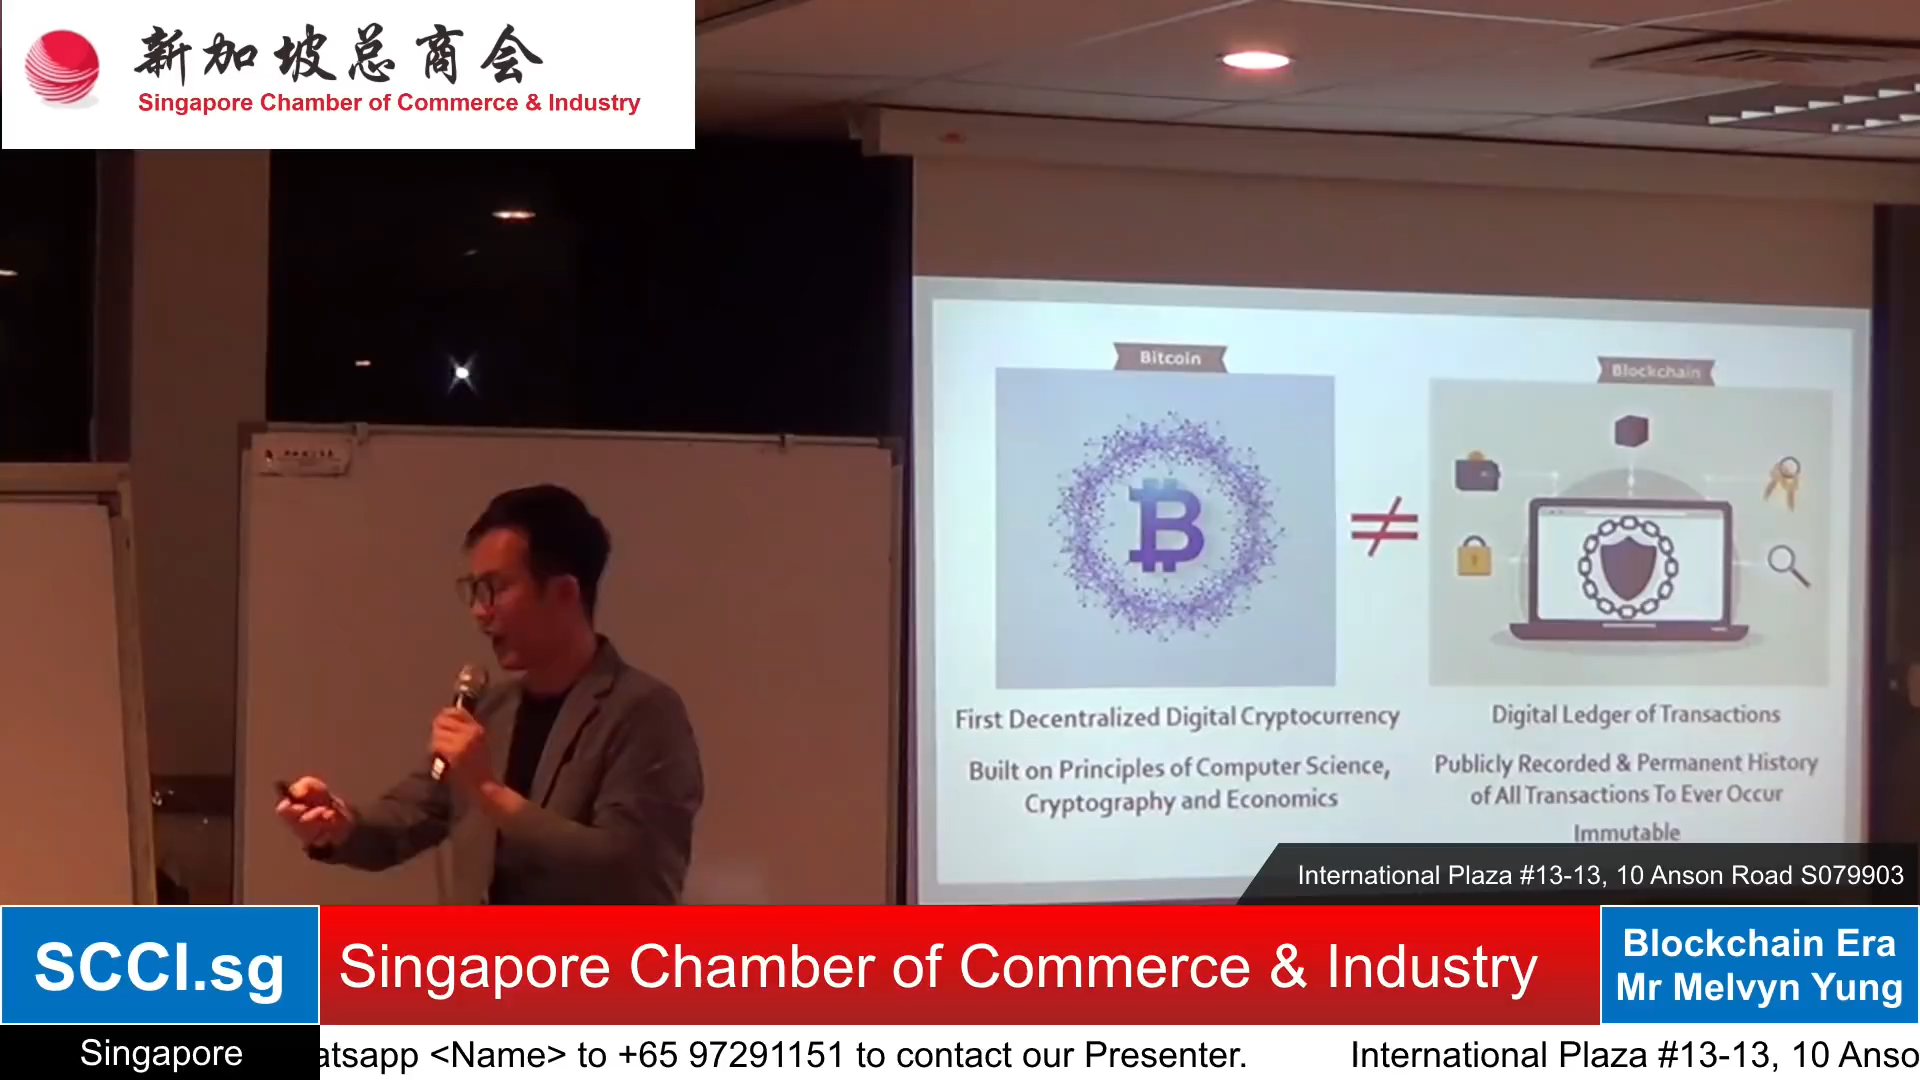 新加坡总商会
Singapore Chamber of Commerce & Industry
Bitcoin
Blockchain
First Decentralized Digital Cryptocurrency
Built on Principles of Computer Science,
Cryptography and Economics
Digital Ledger of Transactions
Publicly Recorded & Permanent History
of All Transactions To Ever Occur
Immutable
International Plaza #13-13, 10 Anson Road S079903
SCCI.sg
Singapore Chamber of Commerce & Industry
Blockchain Era
Mr Melvyn Yung
Singapore
atsapp <Name> to +65 97291151 to contact our Presenter. International Plaza #13-13, 10 Anso